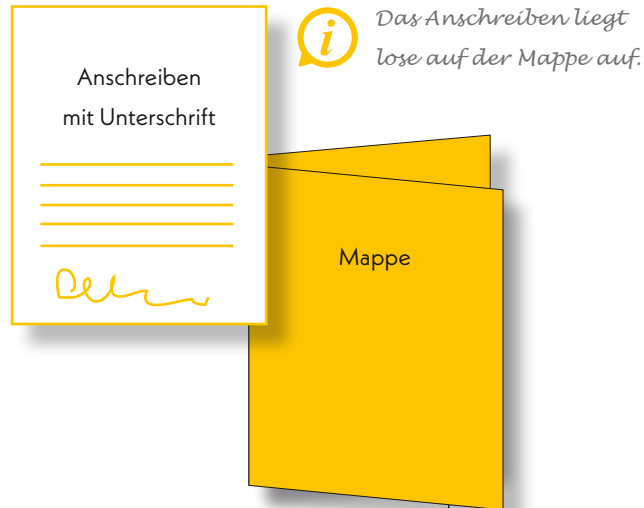 Das Anschreiben liegt
lose auf der Mappe auf.
Anschreiben
mit Unterschrift
Mappe